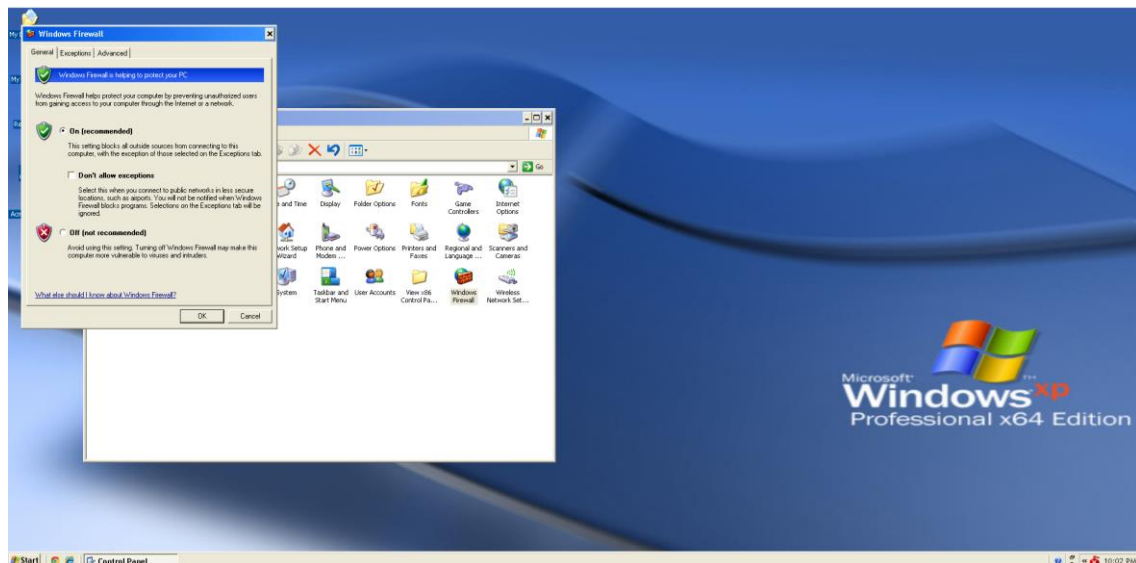 Windows Firewall
General Exceptions Advanced
Windows Firewall is helping to protect your PC
Windows Firewall helps protect your computer by preventing unauthorized users
from gaining access to your computer through the Internet or a network.
On (recommended)
This setting blocks all outside sources from connecting to this
computer, with the exception of those selected on the Exceptions tab.
Don't allow exceptions
Select this when you connect to public networks in less secure
locations, such as airports. You will not be notified when Windows
Firewall blocks programs. Selections on the Exceptions tab will be
ignored.
Off (not recommended)
Avoid using this setting. Turning off Windows Firewall may make this
computer more vulnerable to viruses and intruders.
What else should I know about Windows Firewall?
OK Cancel
Go
and Time Display Folder Options Fonts Game Internet
Controllers Options
Setup Phone and Power Options Printers and Regional and Scanners and
Wizard Modem ... Faxes Language ... Cameras
System Taskbar and User Accounts View x86 Windows Wireless
Start Menu Control Pa... Firewall Network Set...
Microsoft
Windows xp
Professional x64 Edition
Start Control Panel 10:02 PM